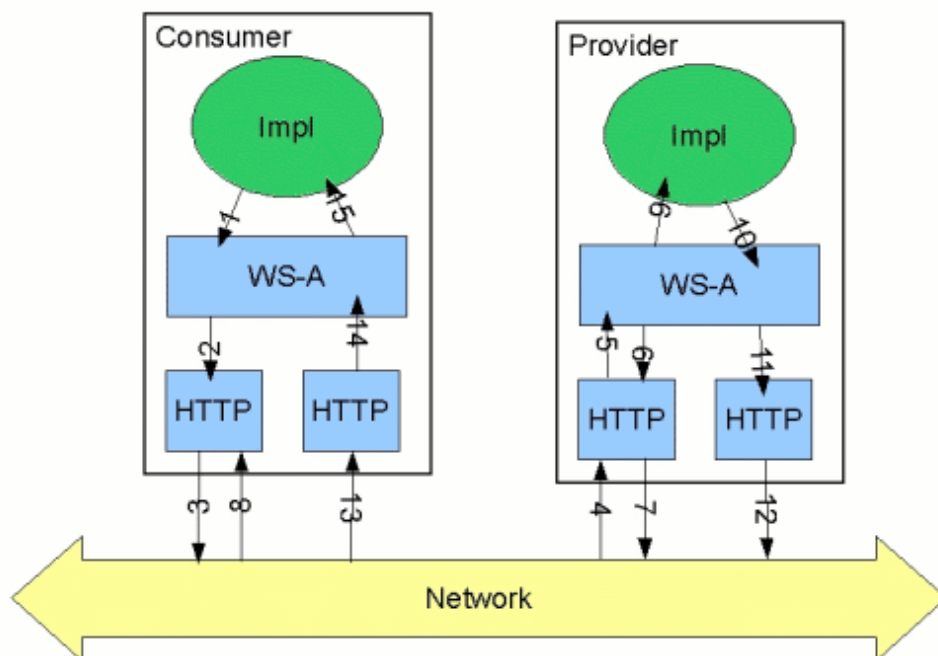 Consumer
Provider
Impl
Impl
1
15
9
10
WS-A
WS-A
2
14
5
6
11
HTTP
HTTP
HTTP
HTTP
3
8
13
4
7
12
Network